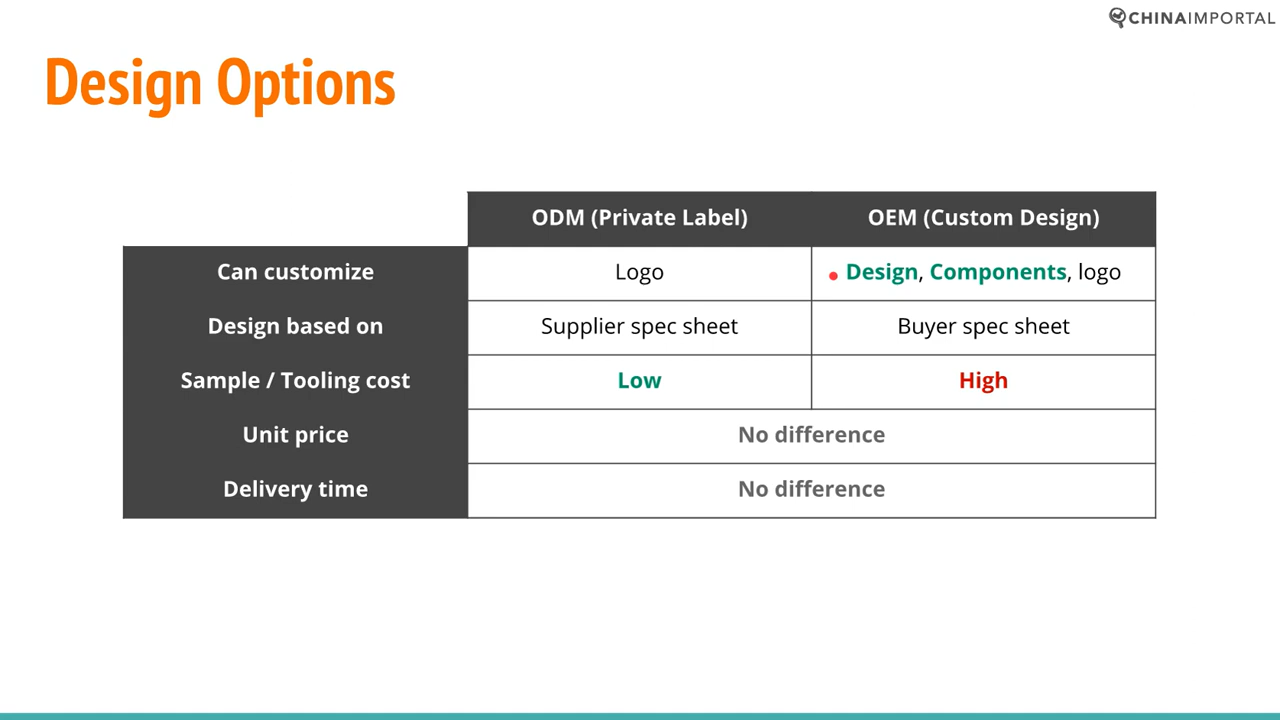 CHINAIMPORTAL
Design Options
ODM (Private Label) OEM (Custom Design)
Can customize Logo Design, Components, logo
Design based on Supplier spec sheet Buyer spec sheet
Sample / Tooling cost Low High
Unit price No difference
Delivery time No difference